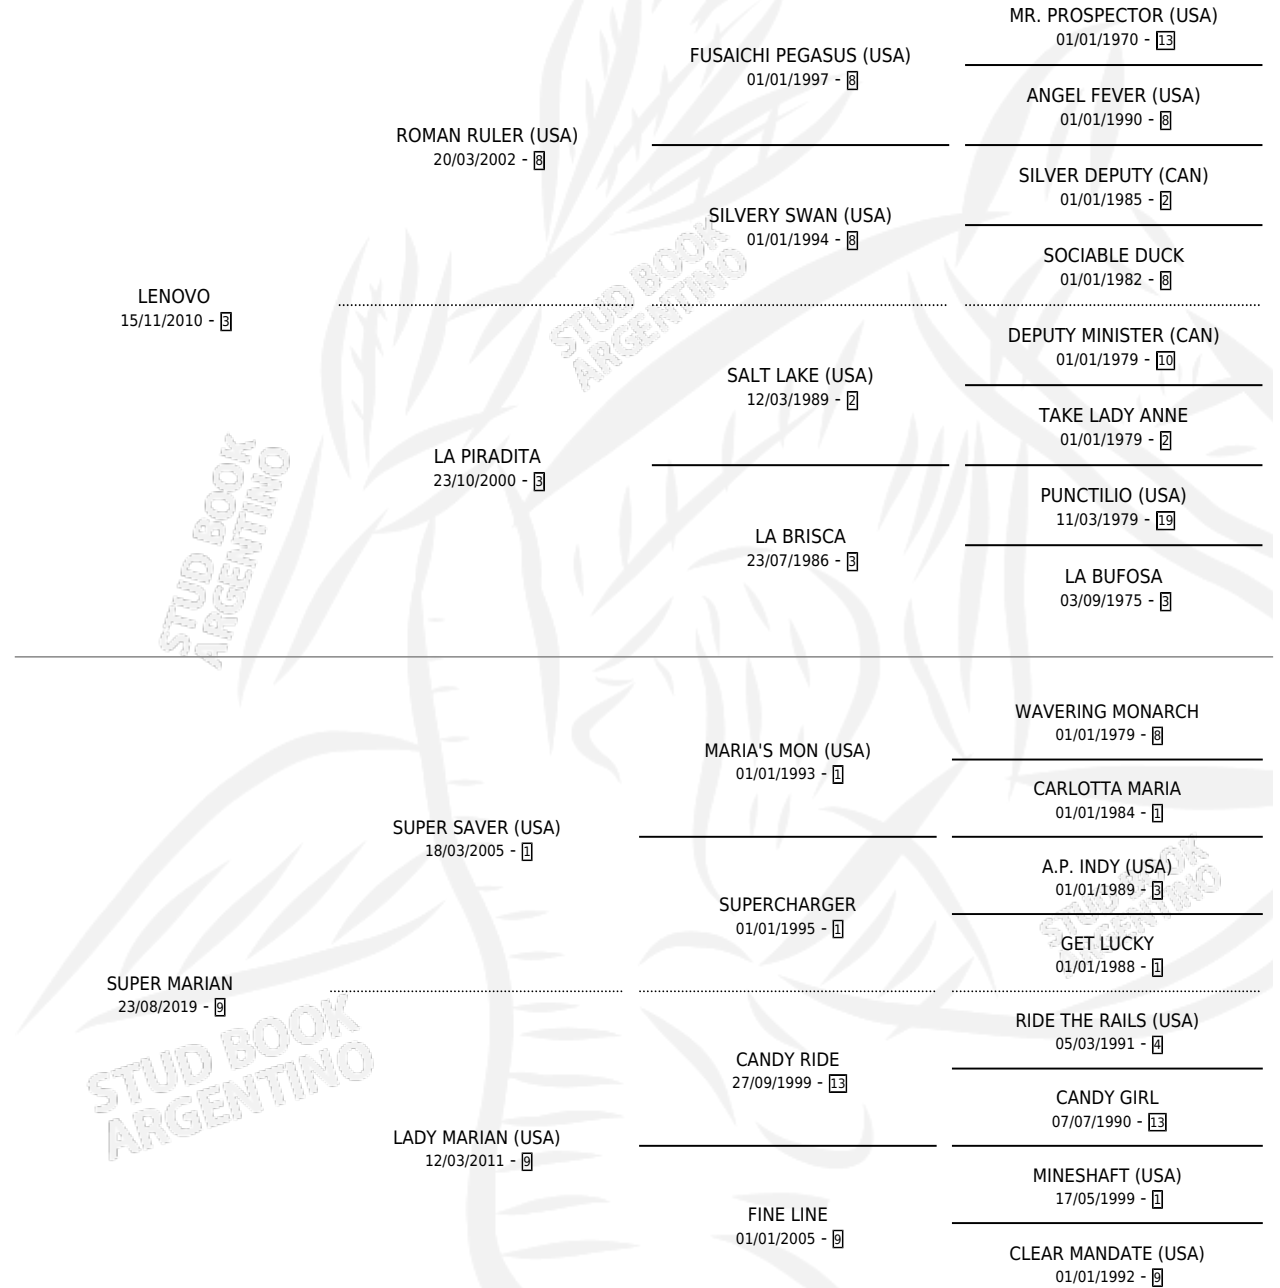 MR. PROSPECTOR (USA)
01/01/1970 - 13
FUSAICHI PEGASUS (USA)
01/01/1997 - 8
ANGEL FEVER (USA)
01/01/1990 - 8
ROMAN RULER (USA)
20/03/2002 - 8
SILVER DEPUTY (CAN)
01/01/1985 - 2
SILVERY SWAN (USA)
01/01/1994 - 8
SOCIABLE DUCK
01/01/1982 - 8
LENOVO
15/11/2010 - 3
DEPUTY MINISTER (CAN)
01/01/1979 - 10
SALT LAKE (USA)
12/03/1989 - 2
TAKE LADY ANNE
01/01/1979 - 2
LA PIRADITA
23/10/2000 - 3
PUNCTILIO (USA)
11/03/1979 - 19
LA BRISCA
23/07/1986 - 3
LA BUFOSA
03/09/1975 - 3
WAVERING MONARCH
01/01/1979 - 8
MARIA'S MON (USA)
01/01/1993 - 1
CARLOTTA MARIA
01/01/1984 - 1
SUPER SAVER (USA)
18/03/2005 - 1
A.P. INDY (USA)
01/01/1989 - 3
SUPERCHARGER
01/01/1995 - 1
GET LUCKY
01/01/1988 - 1
SUPER MARIAN
23/08/2019 - 9
RIDE THE RAILS (USA)
05/03/1991 - 4
CANDY RIDE
27/09/1999 - 13
CANDY GIRL
07/07/1990 - 13
LADY MARIAN (USA)
12/03/2011 - 9
MINESHAFT (USA)
17/05/1999 - 1
FINE LINE
01/01/2005 - 9
CLEAR MANDATE (USA)
01/01/1992 - 9
STUD BOOK
ARGENTINO
STUD BOOK
ARGENTINO
STUD BOOK
ARGENTINO
STUD BOOK
ARGENTINO